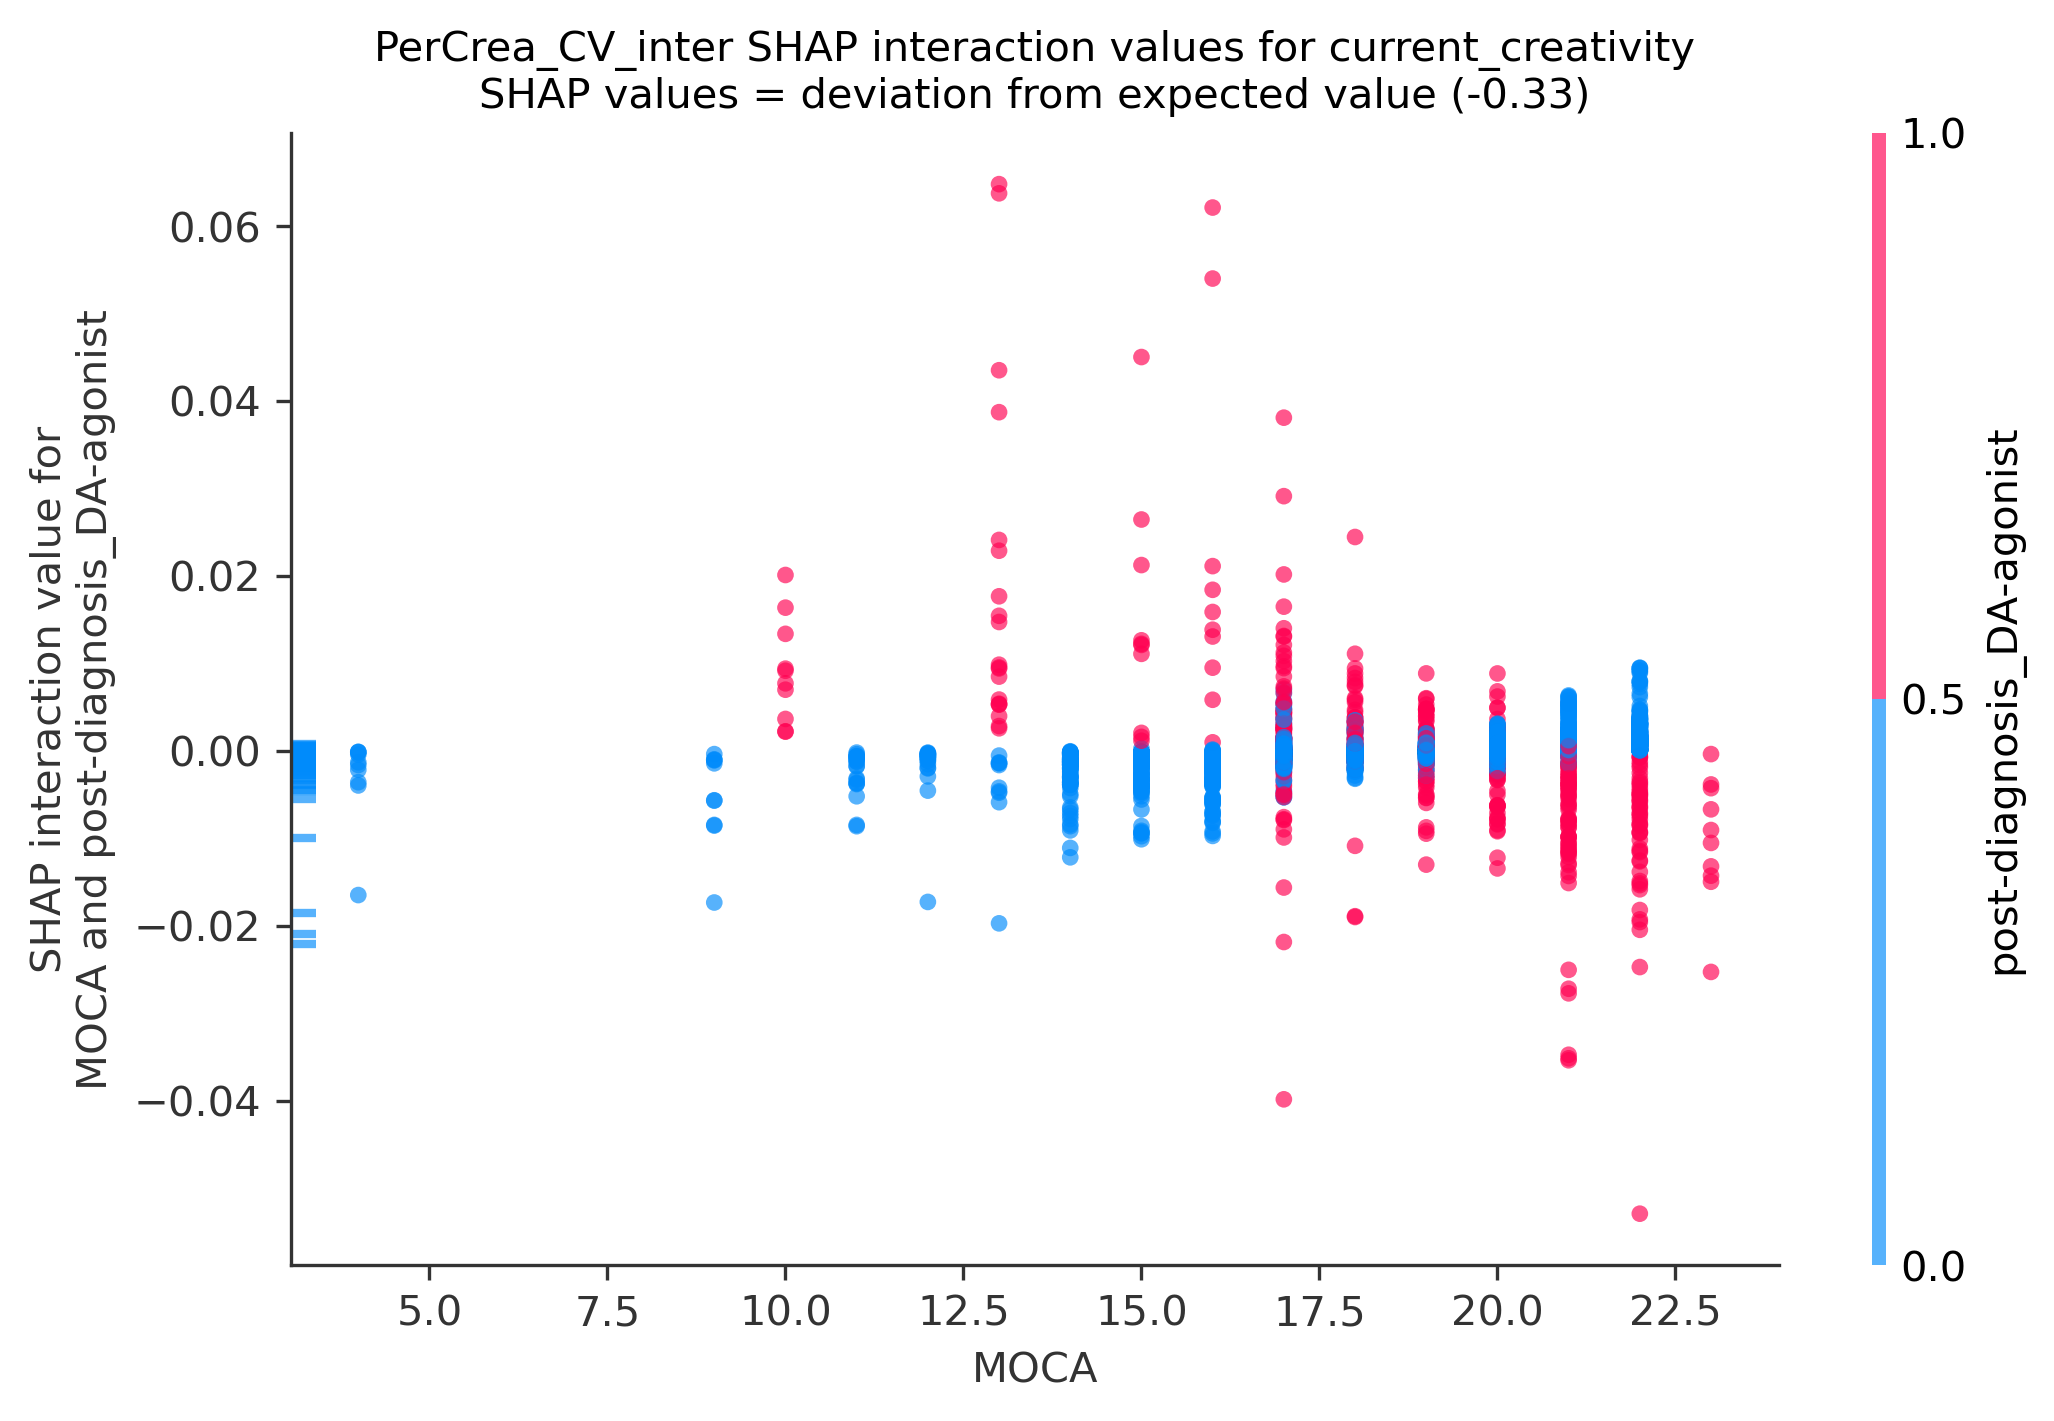 PerCrea_CV_inter SHAP interaction values for current_creativity
SHAP values = deviation from expected value (-0.33)
SHAP interaction value for
MOCA and post-diagnosis_DA-agonist
0.06
0.04
0.02
0.00
−0.02
−0.04
5.0
7.5
10.0
12.5
15.0
17.5
20.0
22.5
MOCA
1.0
0.5
0.0
post-diagnosis_DA-agonist